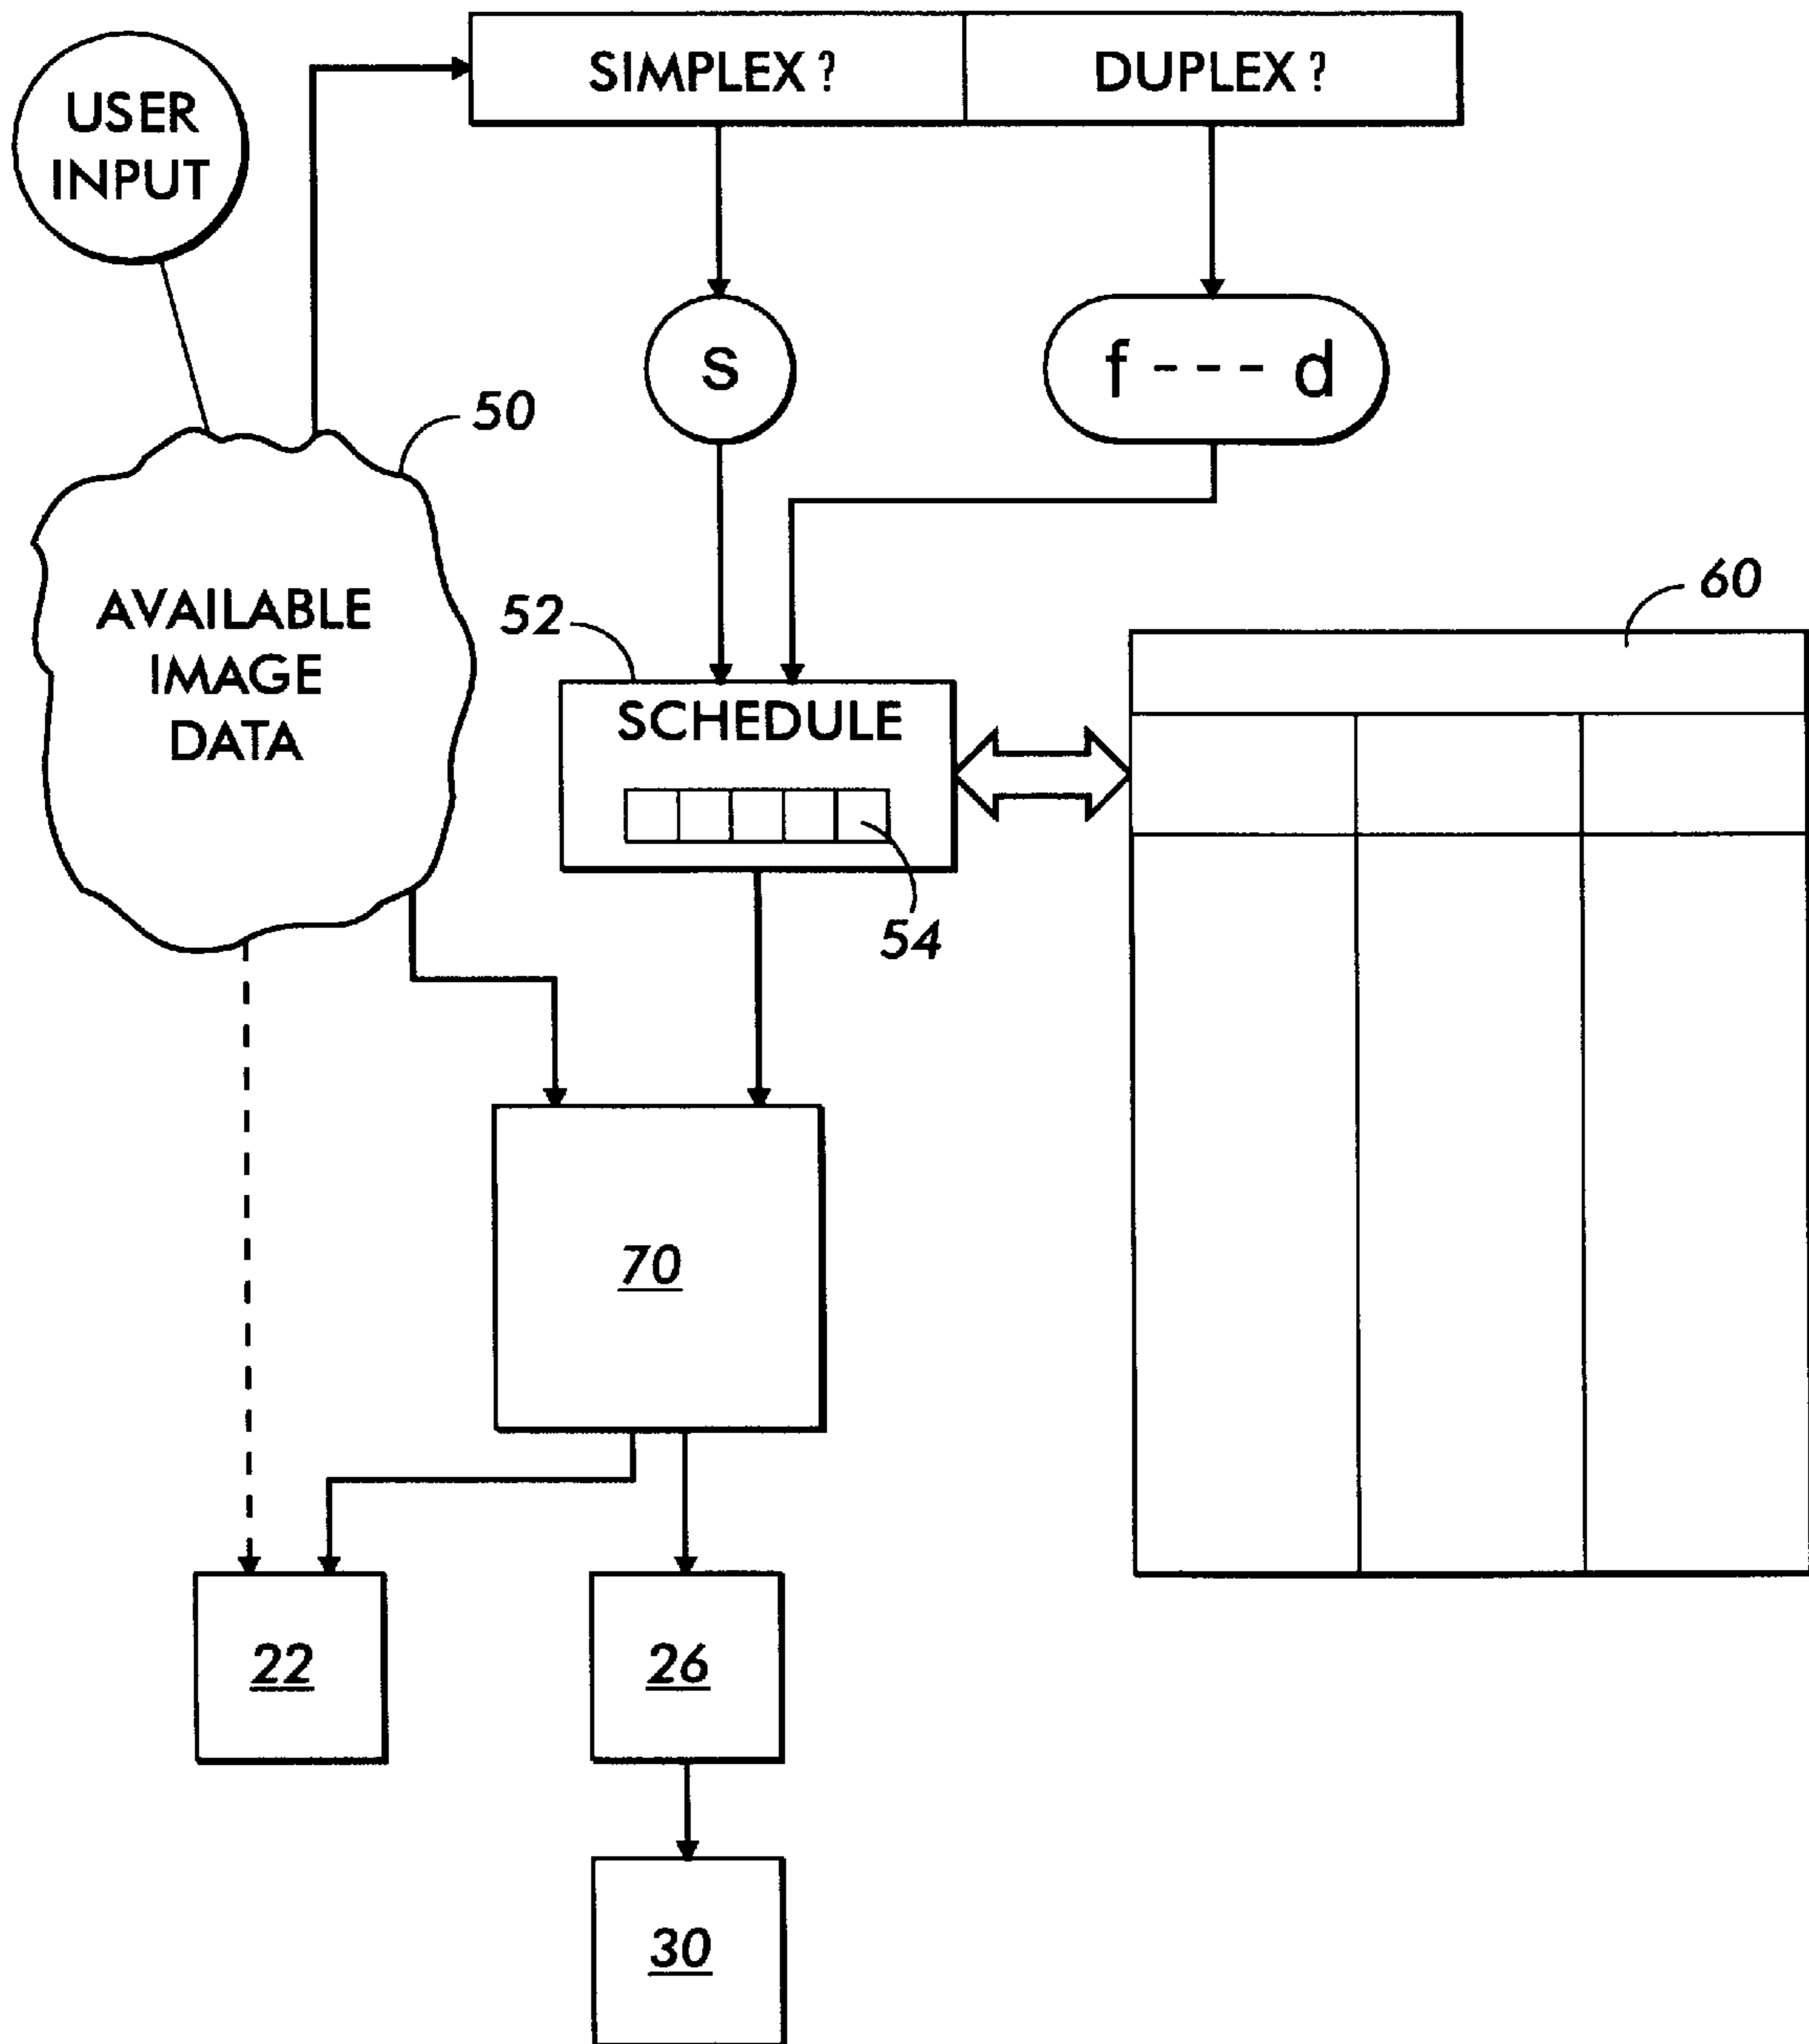 SIMPLEX ?
DUPLEX ?
USER
INPUT
s
f --- d
50
AVAILABLE
IMAGE
DATA
52
60
SCHEDULE
54
70
22
26
30